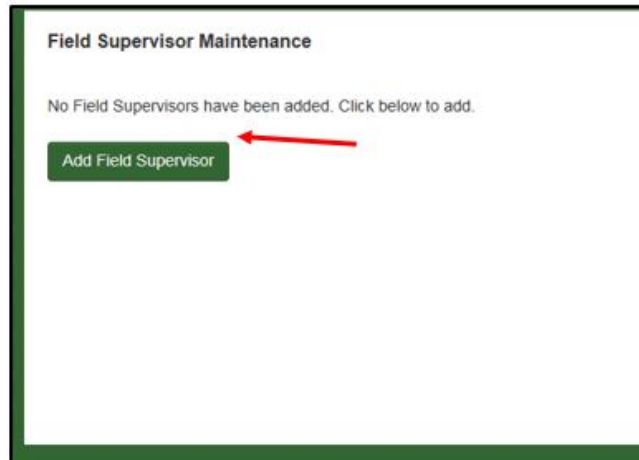 Field Supervisor Maintenance
No Field Supervisors have been added. Click below to add.
Add Field Supervisor